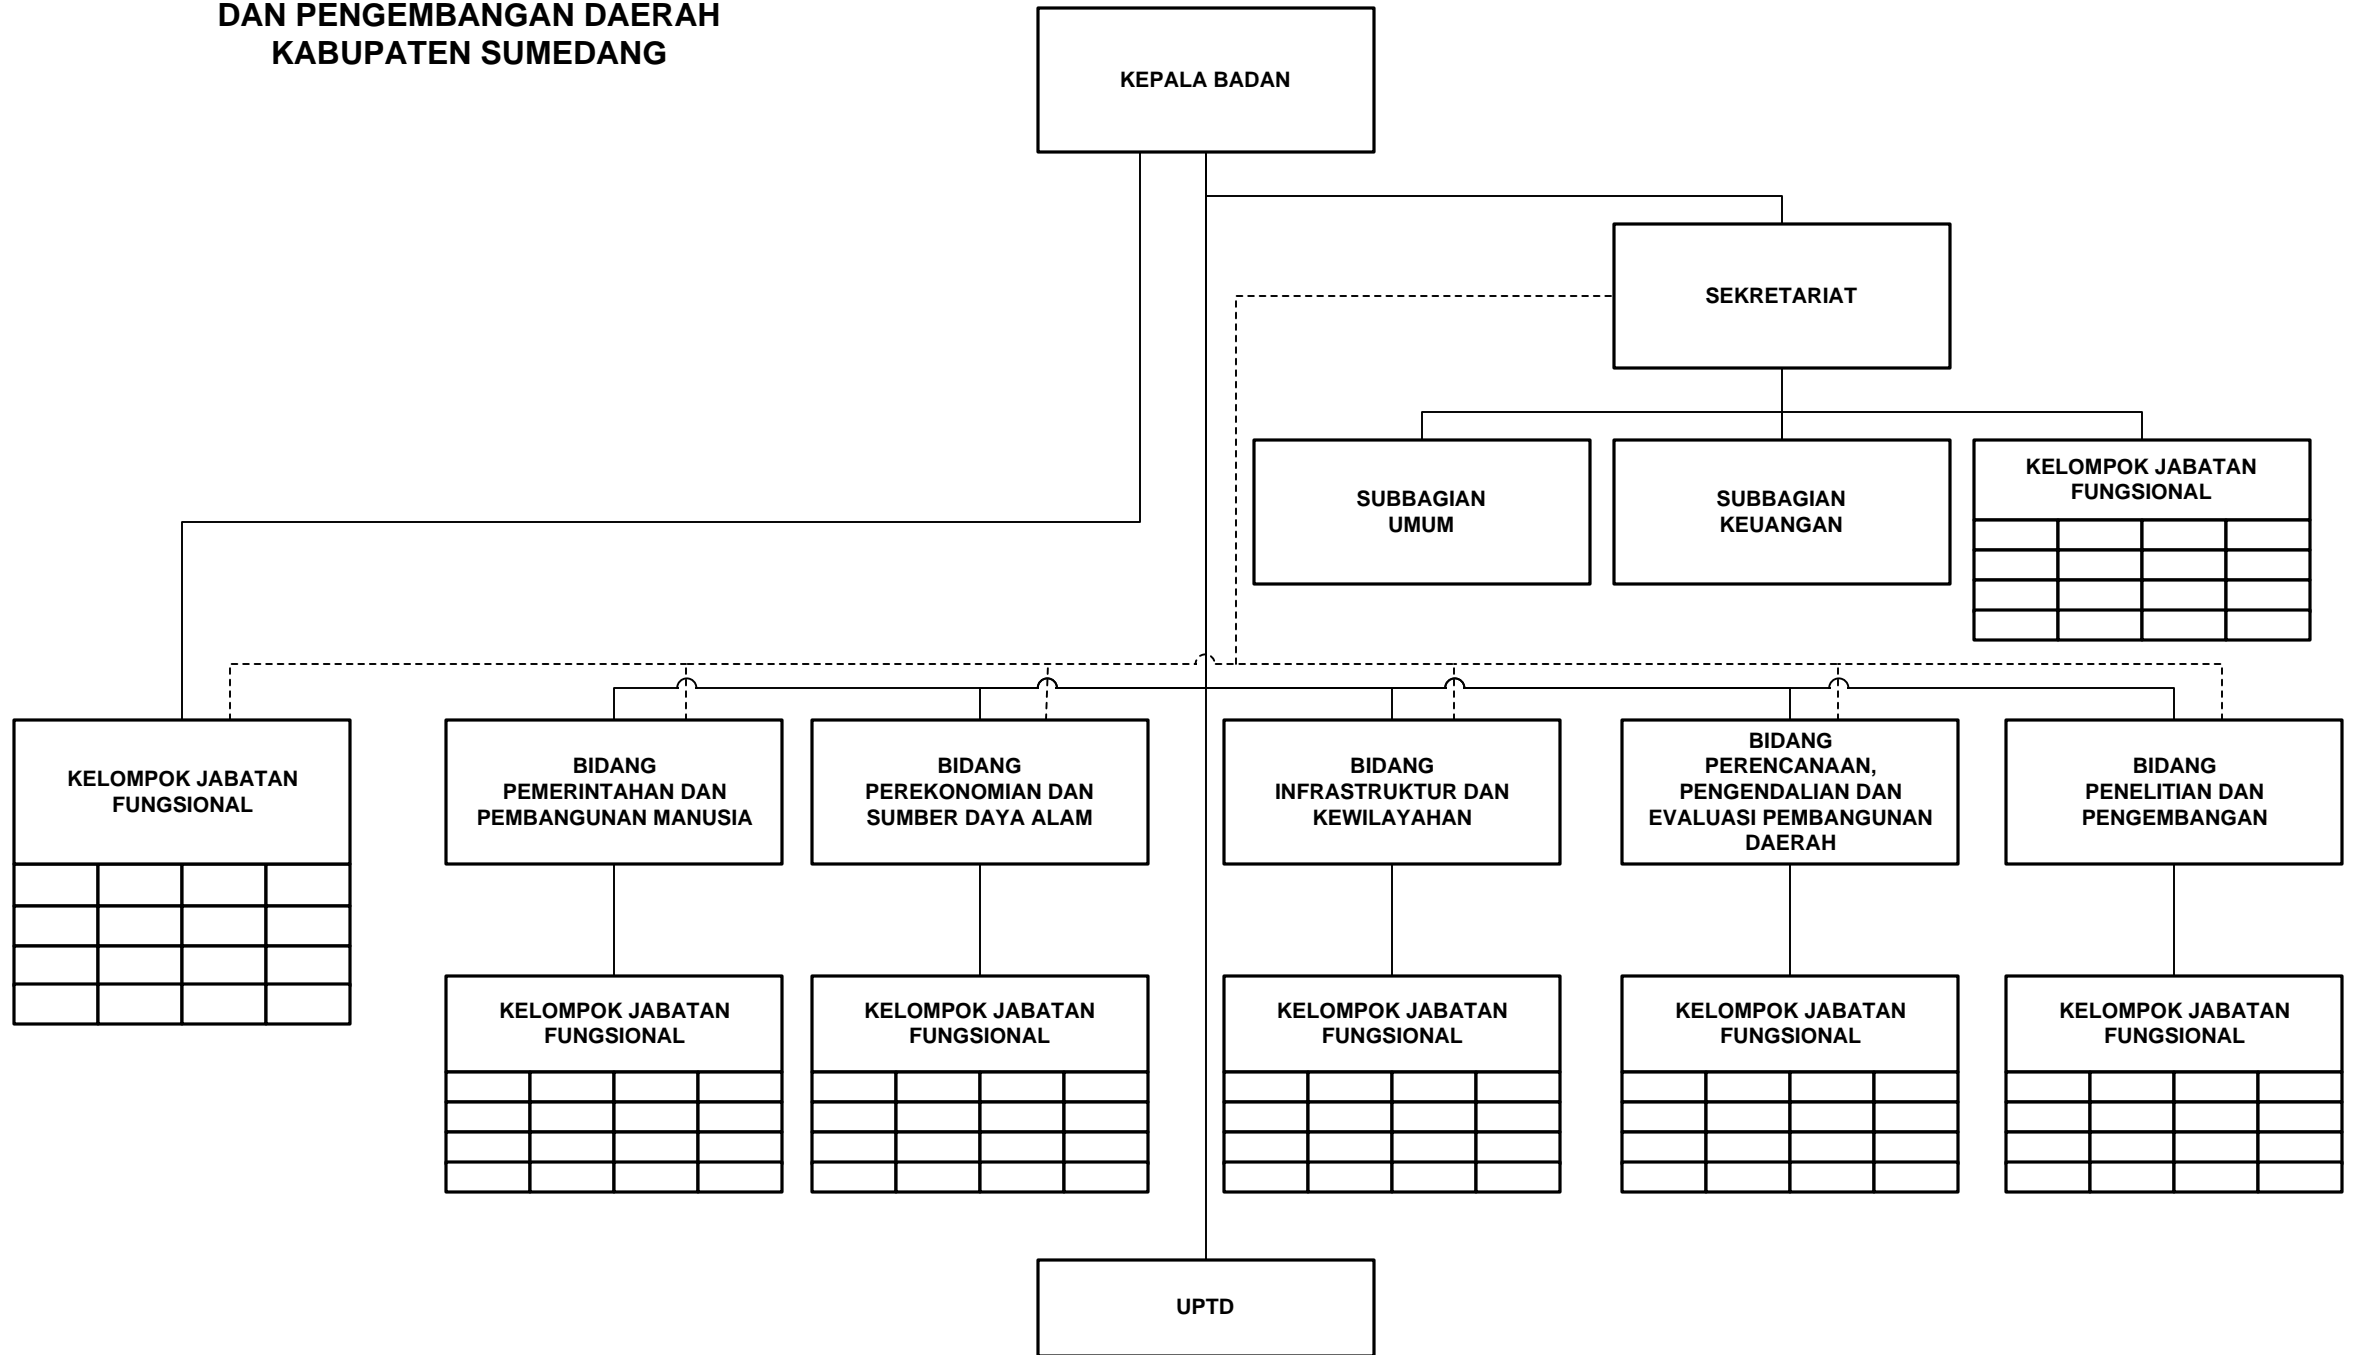 DAN PENGEMBANGAN DAERAH
KABUPATEN SUMEDANG
KEPALA BADAN
SEKRETARIAT
SUBBAGIAN
UMUM
SUBBAGIAN
KEUANGAN
KELOMPOK JABATAN
FUNGSIONAL
KELOMPOK JABATAN
FUNGSIONAL
BIDANG
PEMERINTAHAN DAN
PEMBANGUNAN MANUSIA
BIDANG
PEREKONOMIAN DAN
SUMBER DAYA ALAM
BIDANG
INFRASTRUKTUR DAN
KEWILAYAHAN
BIDANG
PERENCANAAN,
PENGENDALIAN DAN
EVALUASI PEMBANGUNAN
DAERAH
BIDANG
PENELITIAN DAN
PENGEMBANGAN
KELOMPOK JABATAN
FUNGSIONAL
KELOMPOK JABATAN
FUNGSIONAL
KELOMPOK JABATAN
FUNGSIONAL
KELOMPOK JABATAN
FUNGSIONAL
KELOMPOK JABATAN
FUNGSIONAL
UPTD